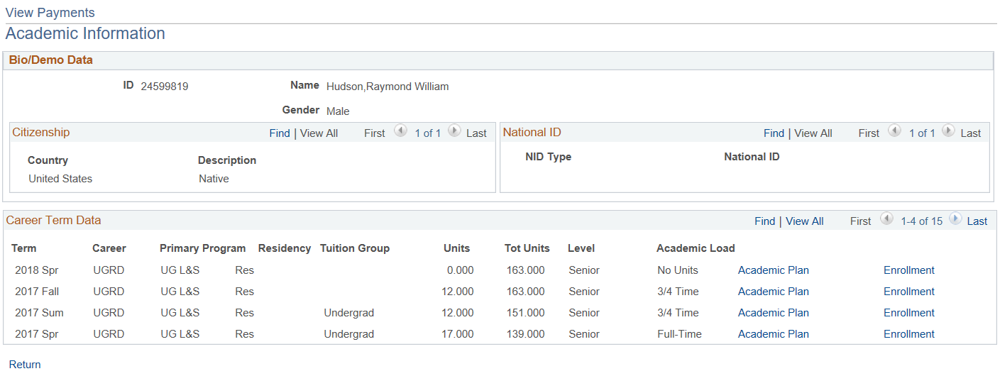 View Payments
Academic Information
Bio/Demo Data
ID 24599819 Name Hudson,Raymond William
Gender Male
Citizenship Find | View All First 1 of 1 Last National ID Find | View All First 1 of 1 Last
Country Description NID Type National ID
United States Native
Career Term Data Find | View All First 1-4 of 15 Last
Term Career Primary Program Residency Tuition Group Units Tot Units Level Academic Load
2018 Spr UGRD UG L&S Res 0.000 163.000 Senior No Units Academic Plan Enrollment
2017 Fall UGRD UG L&S Res 12.000 163.000 Senior 3/4 Time Academic Plan Enrollment
2017 Sum UGRD UG L&S Res Undergrad 12.000 151.000 Senior 3/4 Time Academic Plan Enrollment
2017 Spr UGRD UG L&S Res Undergrad 17.000 139.000 Senior Full-Time Academic Plan Enrollment
Return